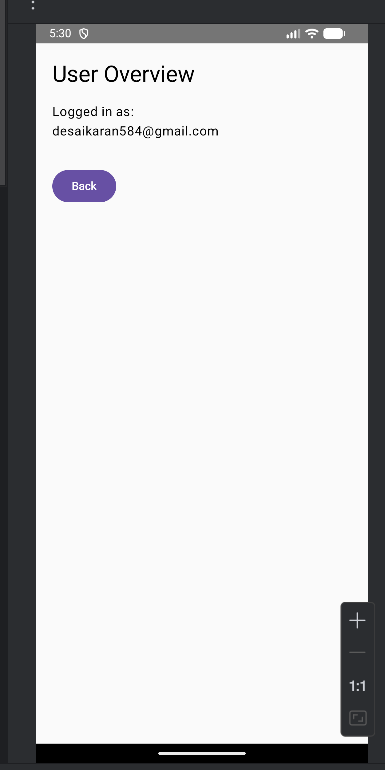 5:30
User Overview
Logged in as:
desaikaran584@gmail.com
Back
1:1